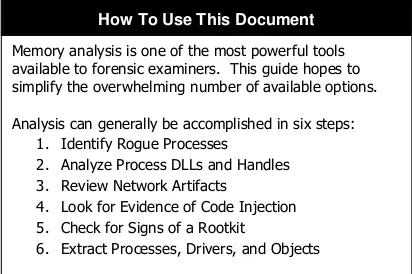 How To Use This Document
Memory analysis is one of the most powerful tools
available to forensic examiners.  This guide hopes to
simplify the overwhelming number of available options.
Analysis can generally be accomplished in six steps:
1. Identify Rogue Processes
2. Analyze Process DLLs and Handles
3. Review Network Artifacts
4. Look for Evidence of Code Injection
5. Check for Signs of a Rootkit
6. Extract Processes, Drivers, and Objects